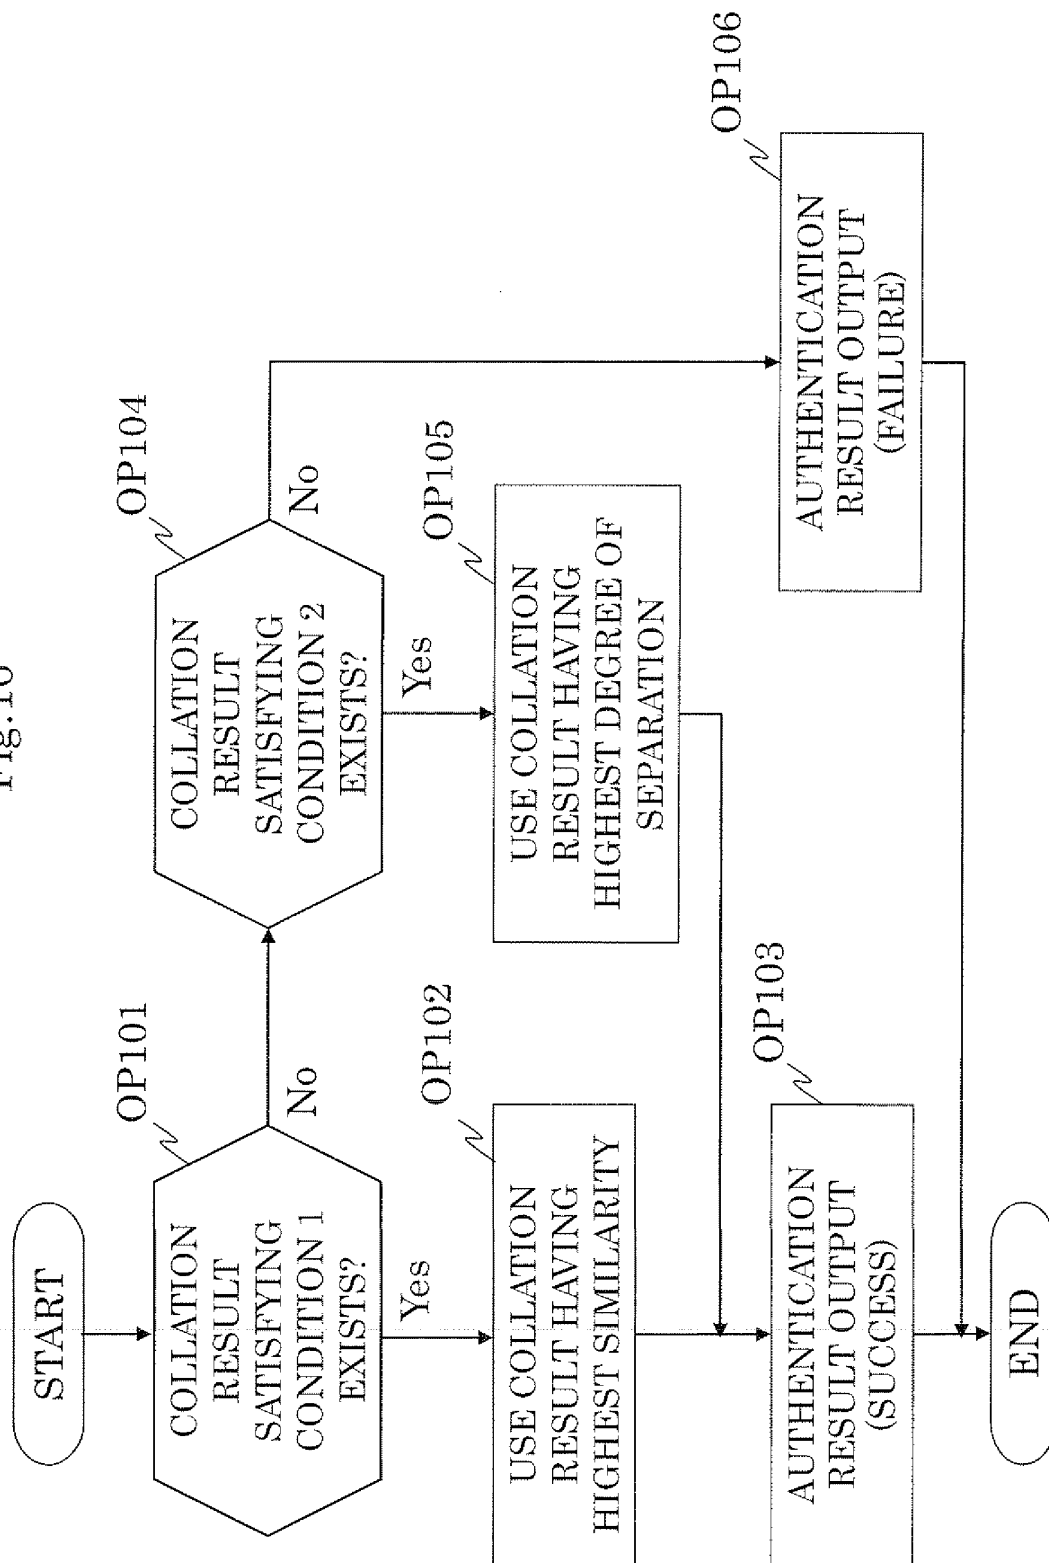 START
COLLATION
RESULT
SATISFYING
CONDITION 1
EXISTS?
OP101
No
Yes
USE COLLATION
RESULT HAVING
HIGHEST SIMILARITY
OP102
AUTHENTICATION
RESULT OUTPUT
(SUCCESS)
OP103
END
COLLATION
RESULT
SATISFYING
CONDITION 2
EXISTS?
OP104
No
Yes
USE COLLATION
RESULT HAVING
HIGHEST DEGREE OF
SEPARATION
OP105
AUTHENTICATION
RESULT OUTPUT
(FAILURE)
OP106